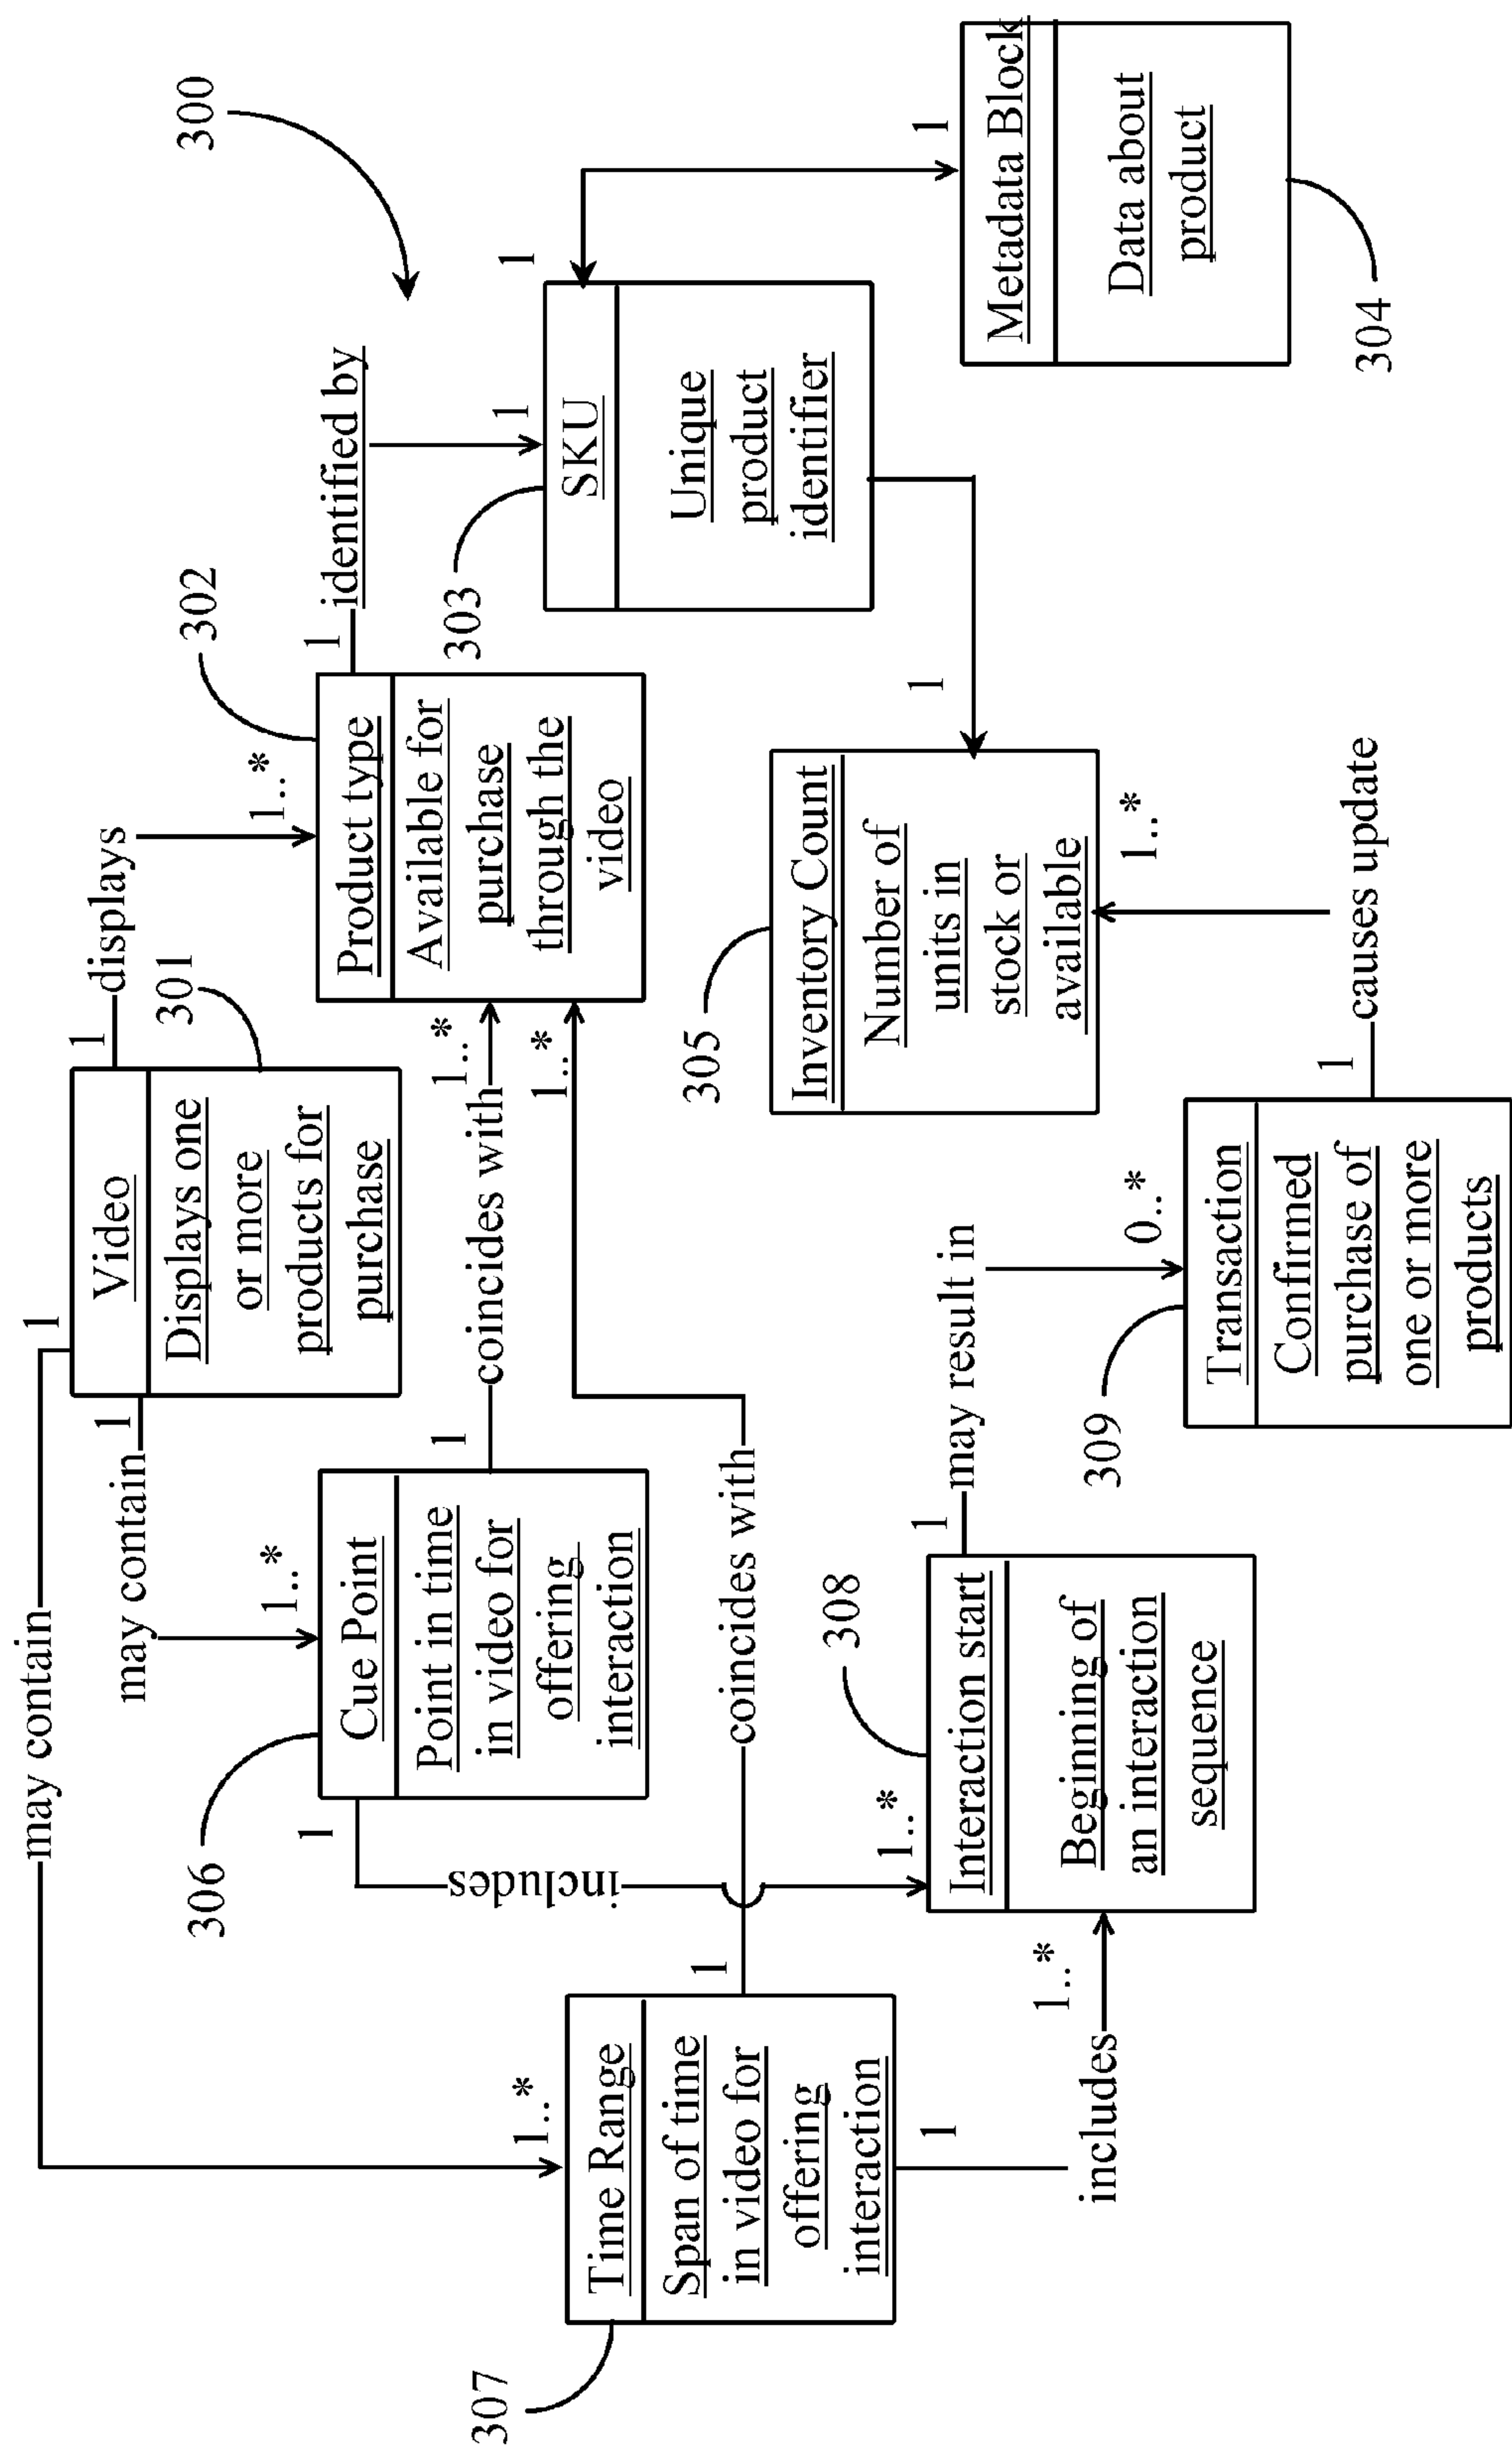 300
may contain
1
Video
Displays one
or more
products for
purchase
1
displays
301
1
may contain
1..*
302
Product type
Available for
purchase
through the
video
1..*
1
identified by
1
303
SKU
Unique
product
identifier
1
1
Metadata Block
Data about
product
304
306
Cue Point
Point in time
in video for
offering
interaction
1..*
1
coincides with
1..*
1
includes
1..*
307
Time Range
Span of time
in video for
offering
interaction
1..*
1
coincides with
1..*
1
includes
1..*
308
Interaction start
Beginning of
an interaction
sequence
1
may result in
0..*
309
Transaction
Confirmed
purchase of
one or more
products
1
causes update
1..*
305
Inventory Count
Number of
units in
stock or
available
1